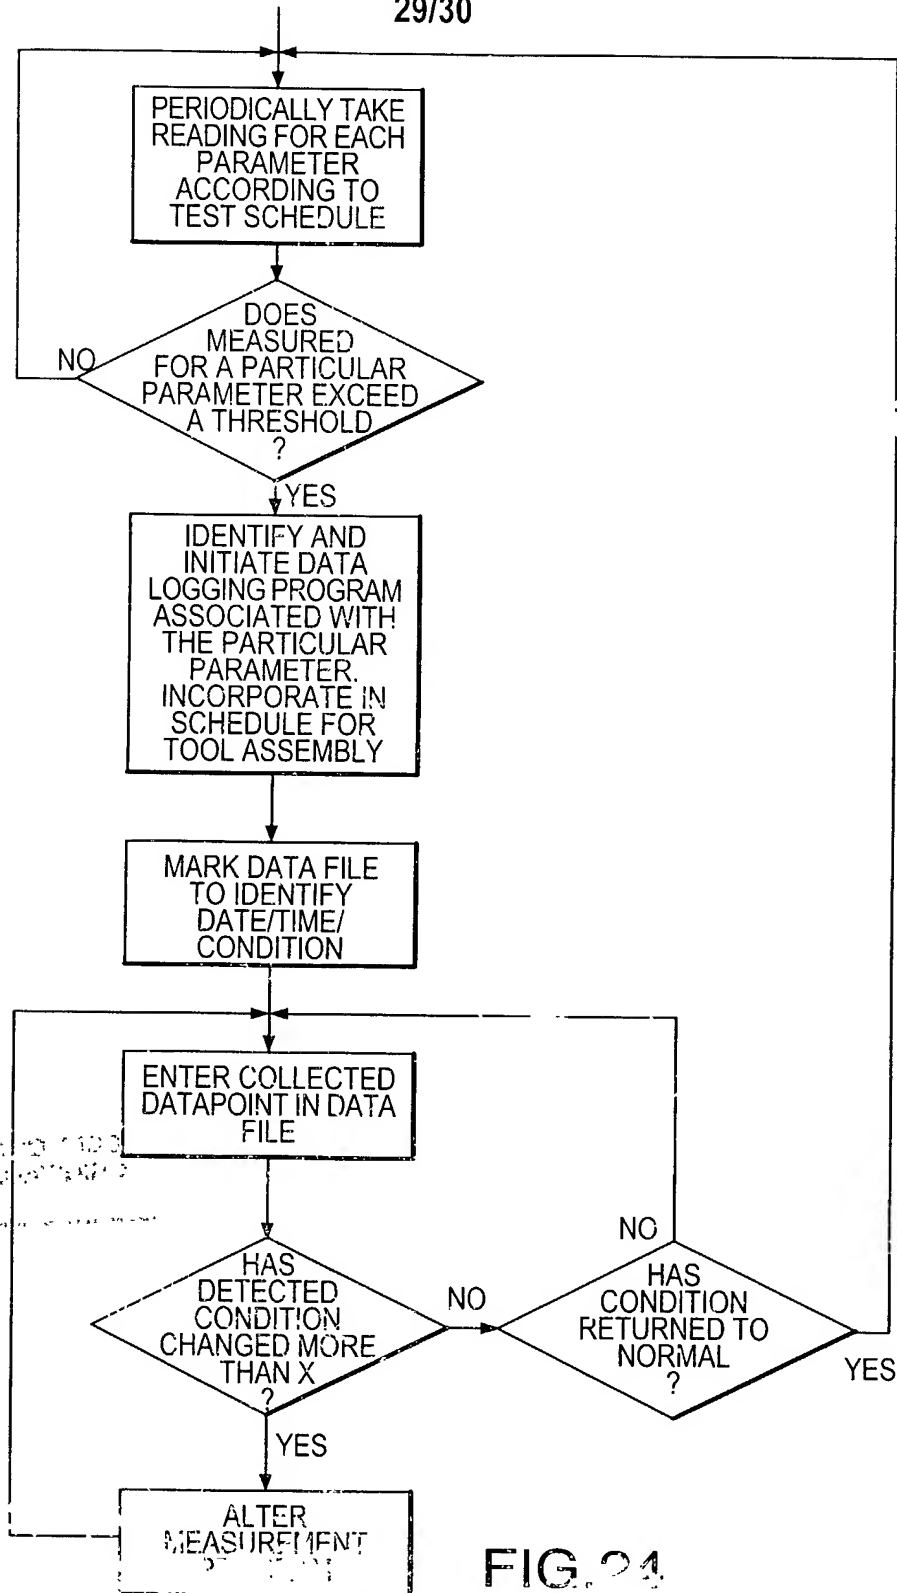 29/30
PERIODICALLY TAKE
READING FOR EACH
PARAMETER
ACCORDING TO
TEST SCHEDULE
DOES
MEASURED
FOR A PARTICULAR
PARAMETER EXCEED
A THRESHOLD
?
NO
YES
IDENTIFY AND
INITIATE DATA
LOGGING PROGRAM
ASSOCIATED WITH
THE PARTICULAR
PARAMETER.
INCORPORATE IN
SCHEDULE FOR
TOOL ASSEMBLY
MARK DATA FILE
TO IDENTIFY
DATE/TIME/
CONDITION
ENTER COLLECTED
DATAPOINT IN DATA
FILE
HAS
DETECTED
CONDITION
CHANGED MORE
THAN X
?
NO
YES
HAS
CONDITION
RETURNED TO
NORMAL
?
NO
YES
ALTER
MEASUREMENT
FIG. 24